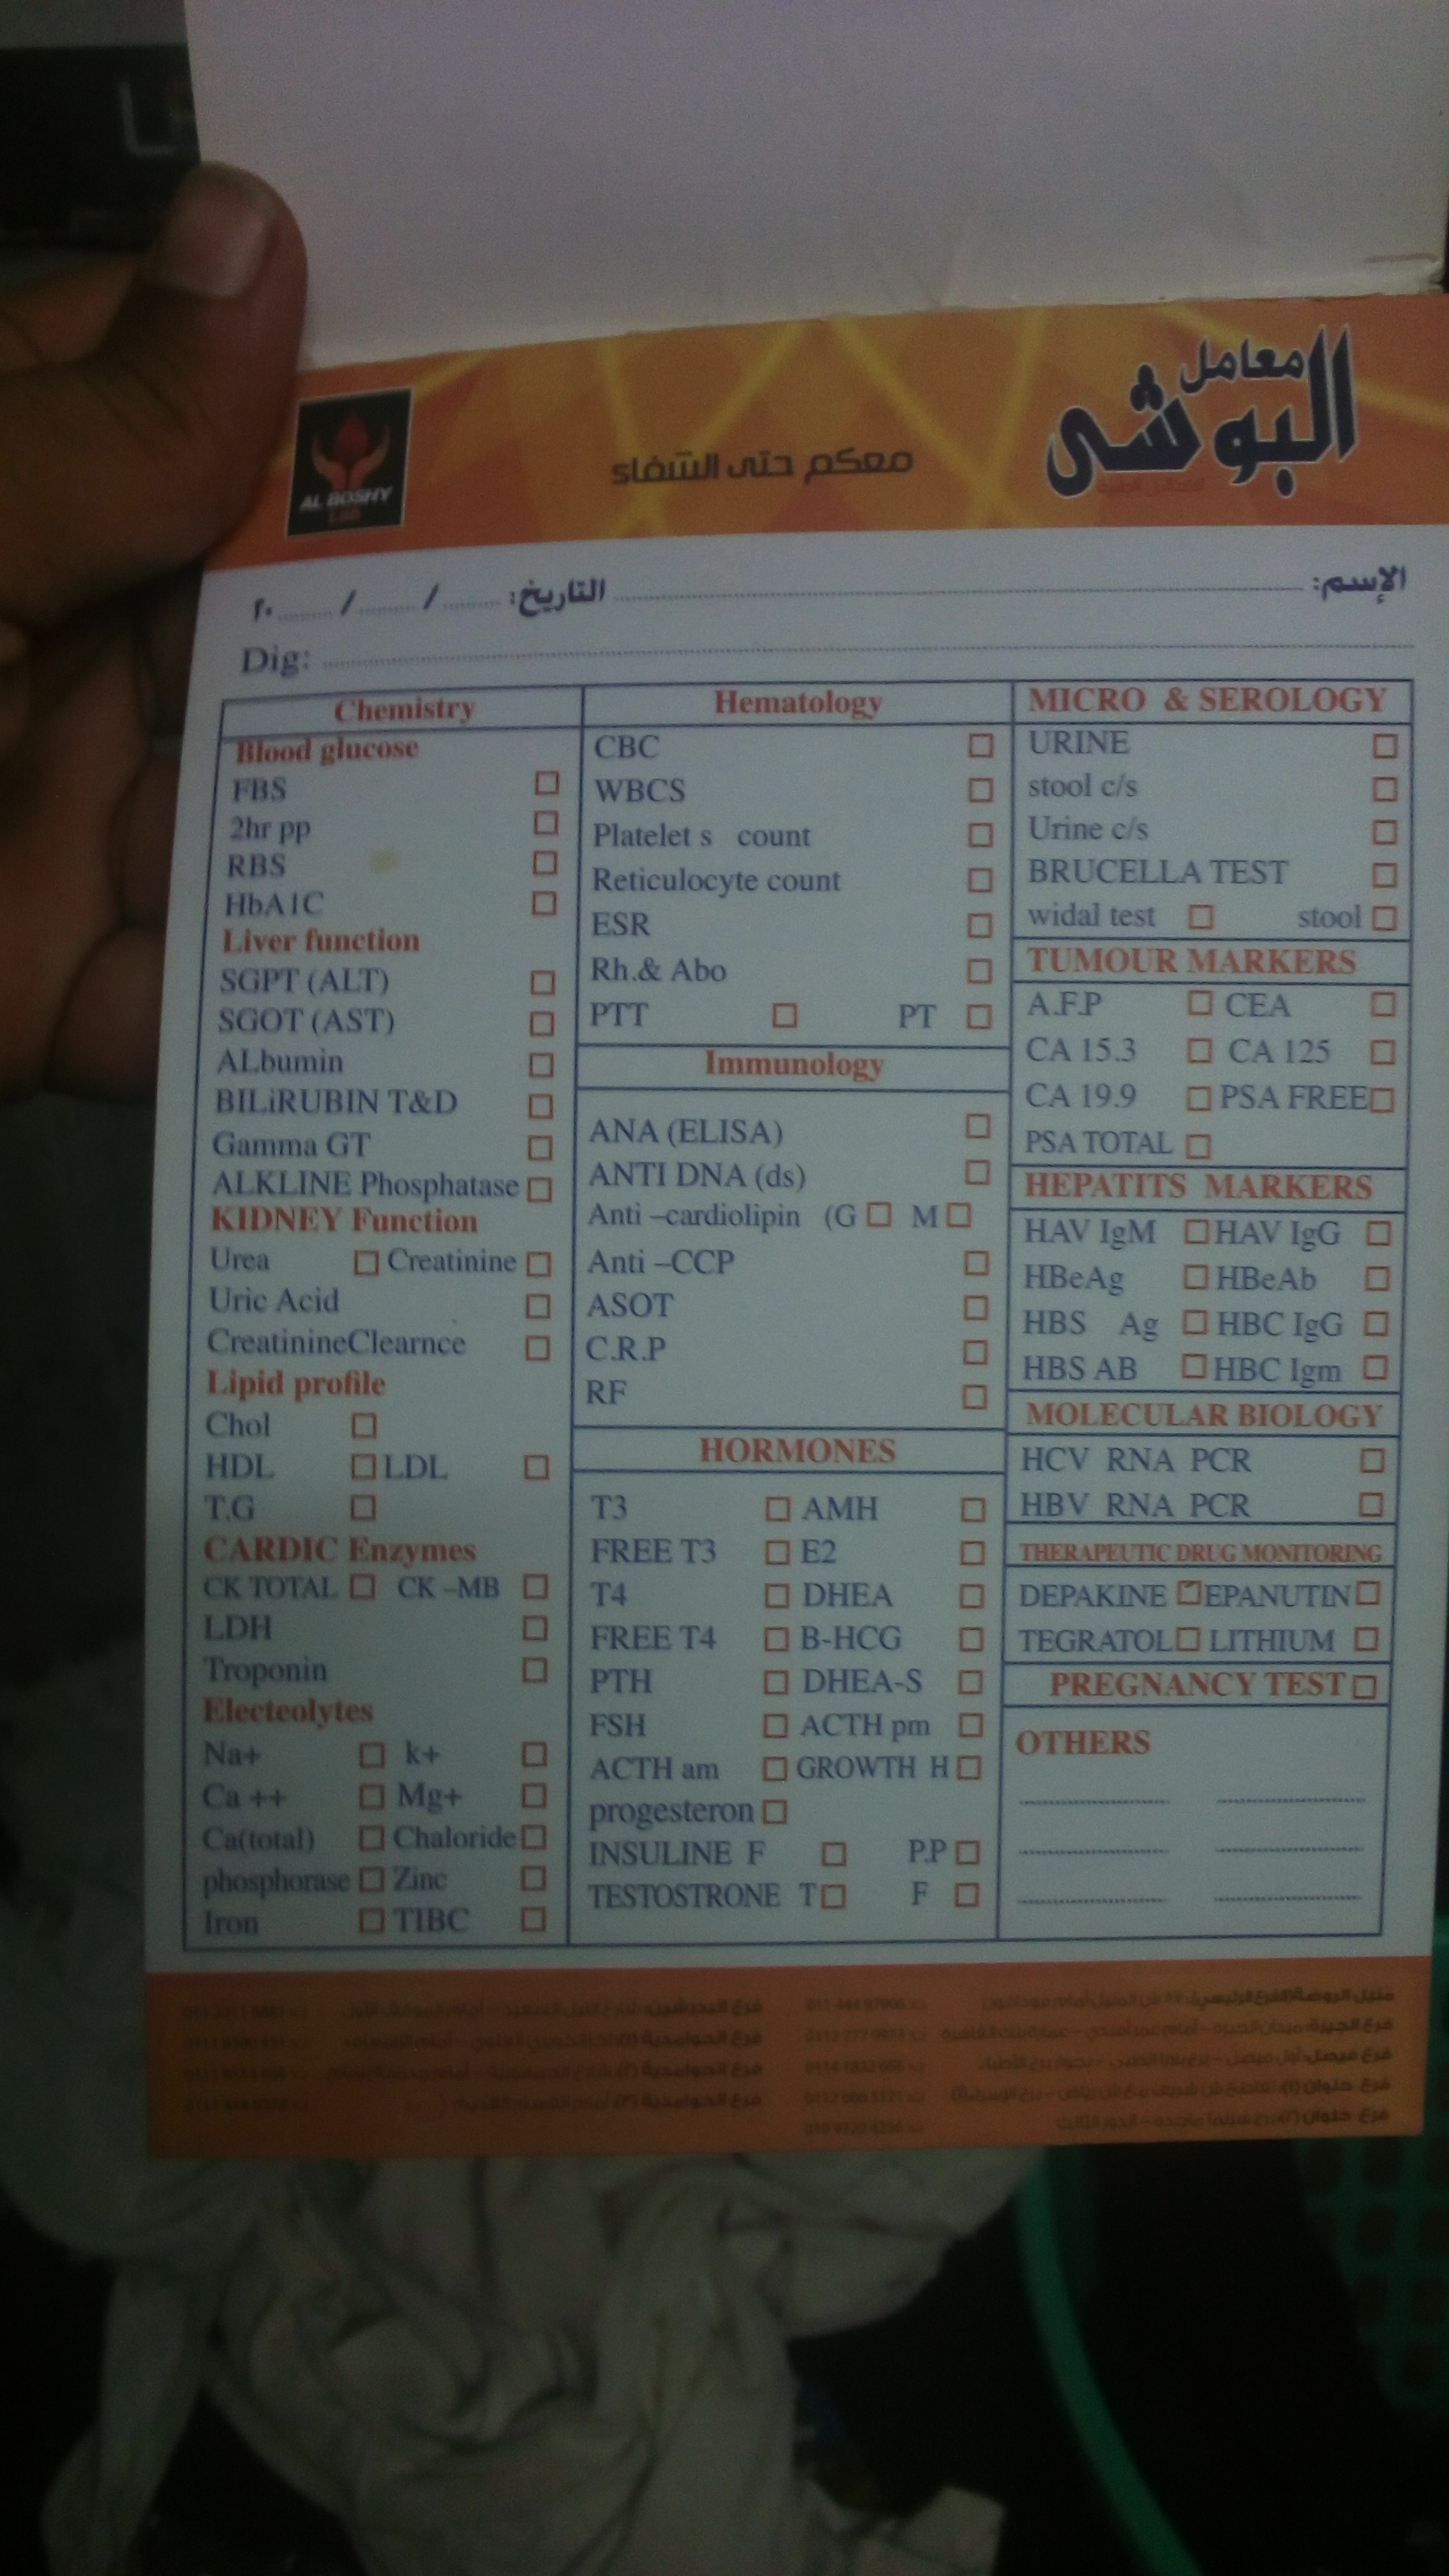 معامل
البوشى
معكم حتى الشفاء
AL BOSHY
LAB
الإسم: التاريخ: / / ٢٠
Dig:
Chemistry
Blood glucose
FBS
2hr pp
RBS
HbA1C
Liver function
SGPT (ALT)
SGOT (AST)
ALbumin
BILiRUBIN T&D
Gamma GT
ALKLINE Phosphatase
KIDNEY Function
Urea Creatinine
Uric Acid
CreatinineClearnce
Lipid profile
Chol
HDL LDL
T.G
CARDIC Enzymes
CK TOTAL CK –MB
LDH
Troponin
Electeolytes
Na+ k+
Ca ++ Mg+
Ca(total) Chaloride
phosphorase Zinc
Iron TIBC
Hematology
CBC
WBCS
Platelet s count
Reticulocyte count
ESR
Rh.& Abo
PTT PT
Immunology
ANA (ELISA)
ANTI DNA (ds)
Anti –cardiolipin (G M
Anti –CCP
ASOT
C.R.P
RF
HORMONES
T3 AMH
FREE T3 E2
T4 DHEA
FREE T4 B-HCG
PTH DHEA-S
FSH ACTH pm
ACTH am GROWTH H
progesteron
INSULINE F P.P
TESTOSTRONE T F
MICRO & SEROLOGY
URINE
stool c/s
Urine c/s
BRUCELLA TEST
widal test stool
TUMOUR MARKERS
A.F.P CEA
CA 15.3 CA 125
CA 19.9 PSA FREE
PSA TOTAL
HEPATITS MARKERS
HAV IgM HAV IgG
HBeAg HBeAb
HBS Ag HBC IgG
HBS AB HBC Igm
MOLECULAR BIOLOGY
HCV RNA PCR
HBV RNA PCR
THERAPEUTIC DRUG MONITORING
DEPAKINE EPANUTIN
TEGRATOL LITHIUM
PREGNANCY TEST
OTHERS